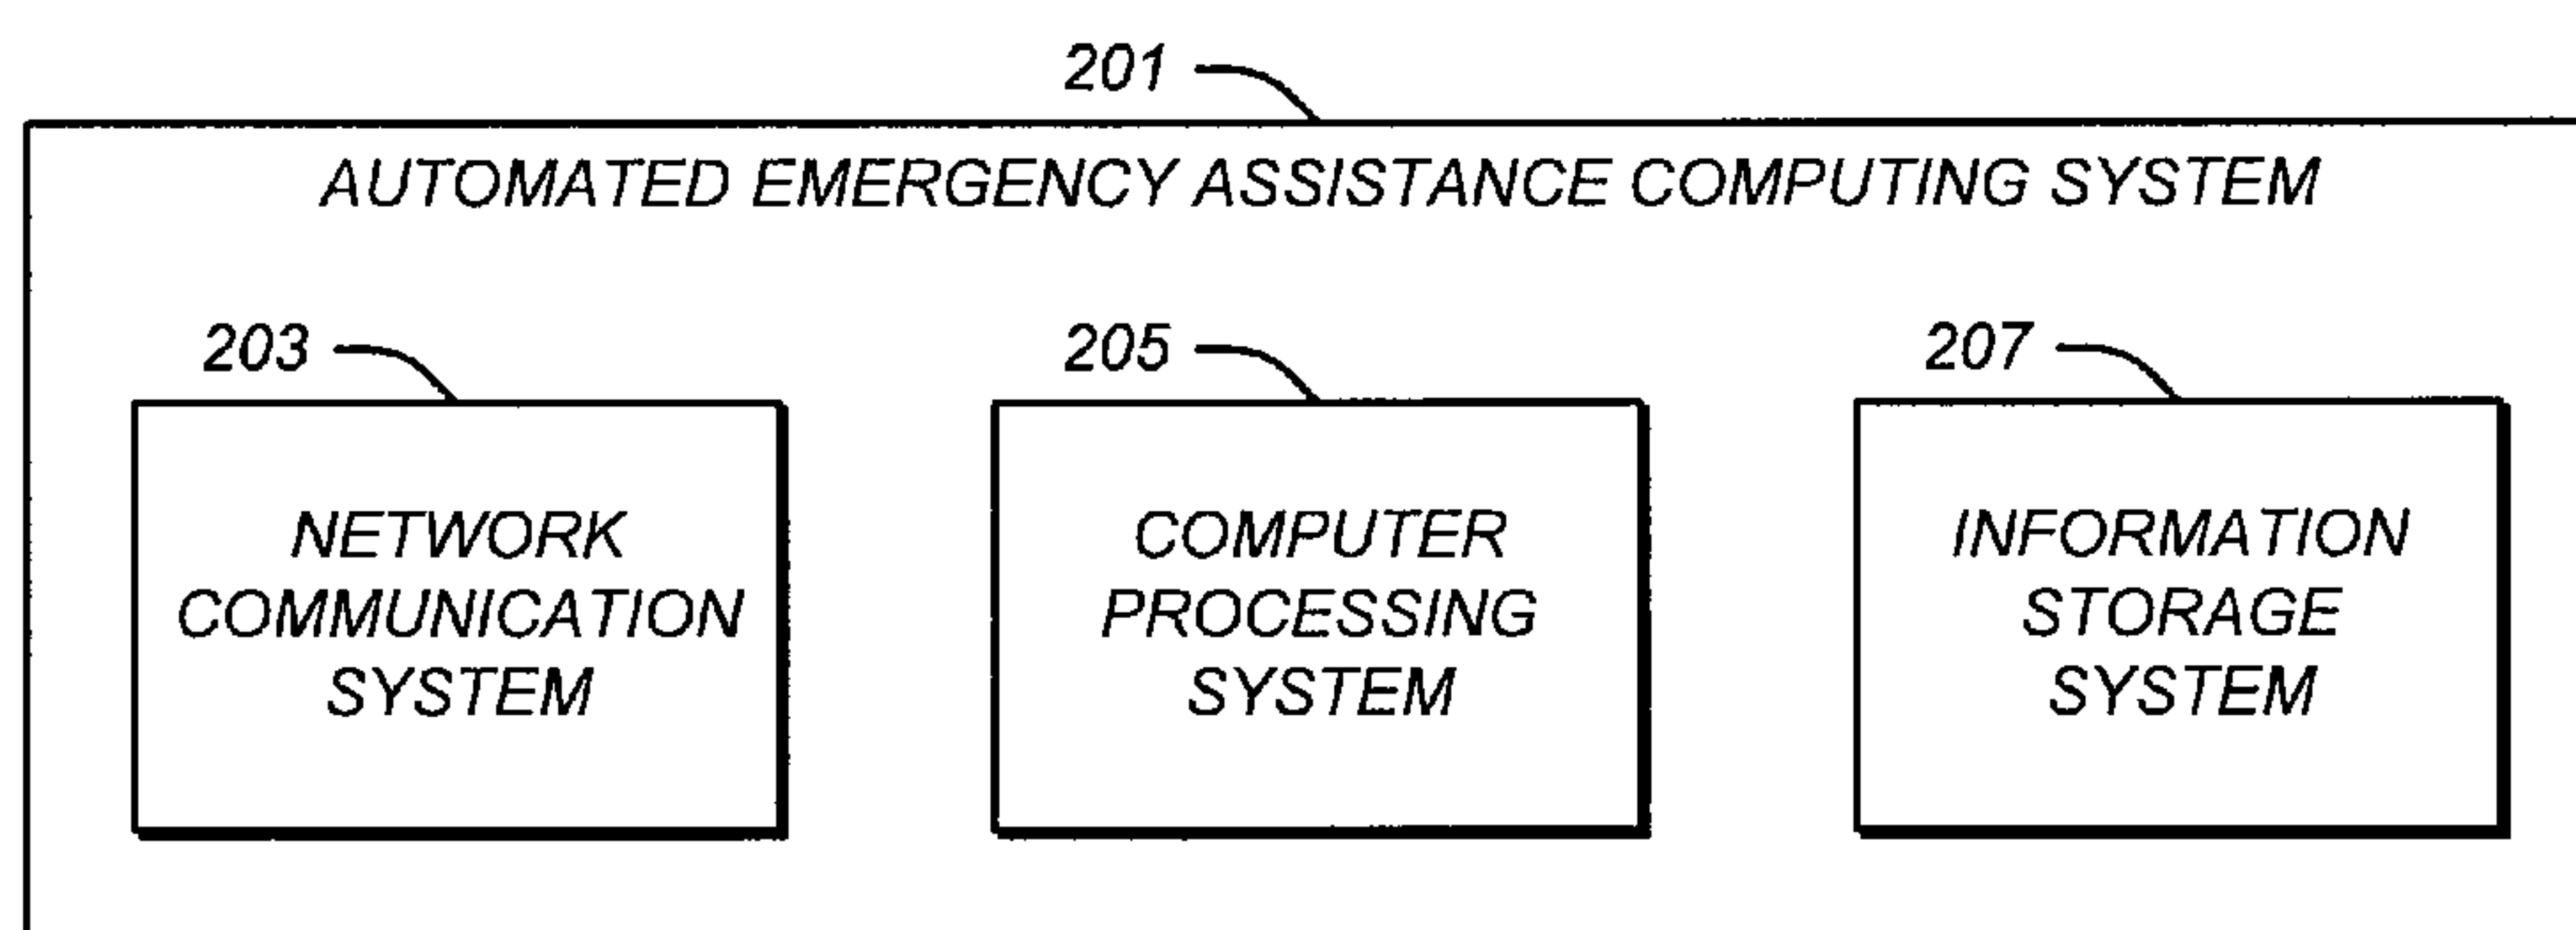 201
AUTOMATED EMERGENCY ASSISTANCE COMPUTING SYSTEM
203
205
207
NETWORK
COMMUNICATION
SYSTEM
COMPUTER
PROCESSING
SYSTEM
INFORMATION
STORAGE
SYSTEM